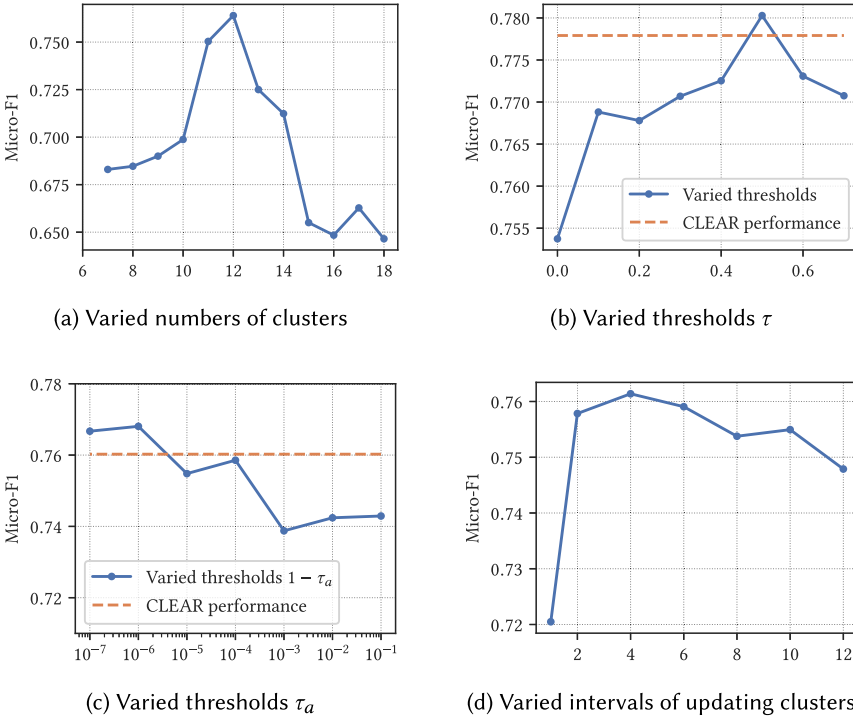 0.750
0.725
0.700
0.675
0.650
Micro-F1
6 8 10 12 14 16 18
(a) Varied numbers of clusters
0.780
0.775
0.770
0.765
0.760
0.755
Micro-F1
Varied thresholds
CLEAR performance
0.0 0.2 0.4 0.6
(b) Varied thresholds τ
0.78
0.76
0.74
0.72
Micro-F1
Varied thresholds 1 − τₐ
CLEAR performance
10⁻⁷ 10⁻⁶ 10⁻⁵ 10⁻⁴ 10⁻³ 10⁻² 10⁻¹
(c) Varied thresholds τₐ
0.76
0.75
0.74
0.73
0.72
Micro-F1
2 4 6 8 10 12
(d) Varied intervals of updating clusters